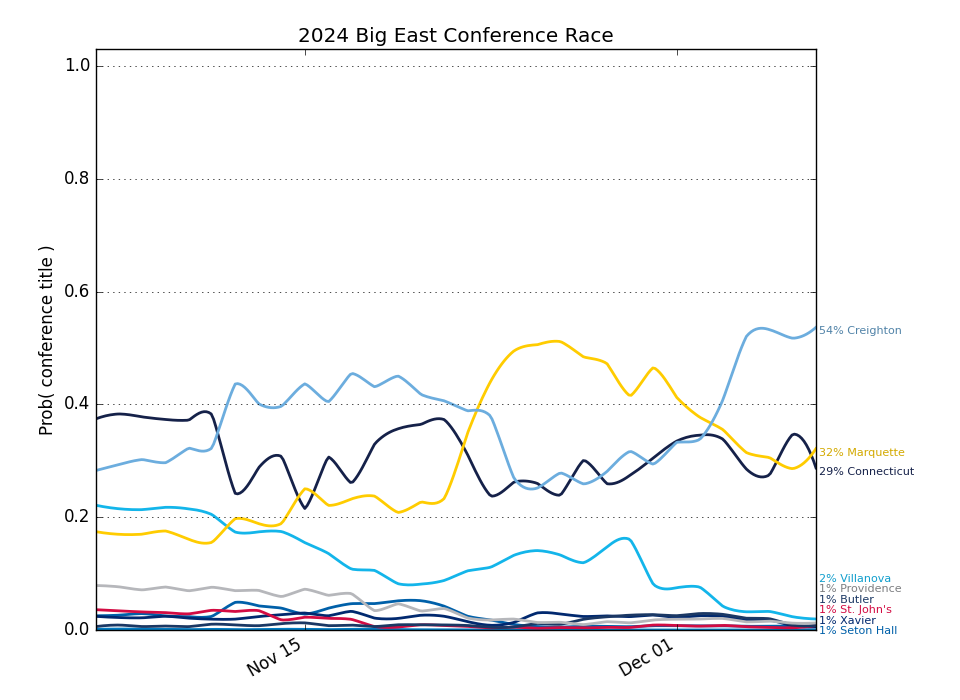 2024 Big East Conference Race
1.0
0.8
0.6
0.4
0.2
0.0
Prob( conference title )
Nov 15
Dec 01
54% Creighton
32% Marquette
29% Connecticut
2% Villanova
1% Providence
1% Butler
1% St. John's
1% Xavier
1% Seton Hall